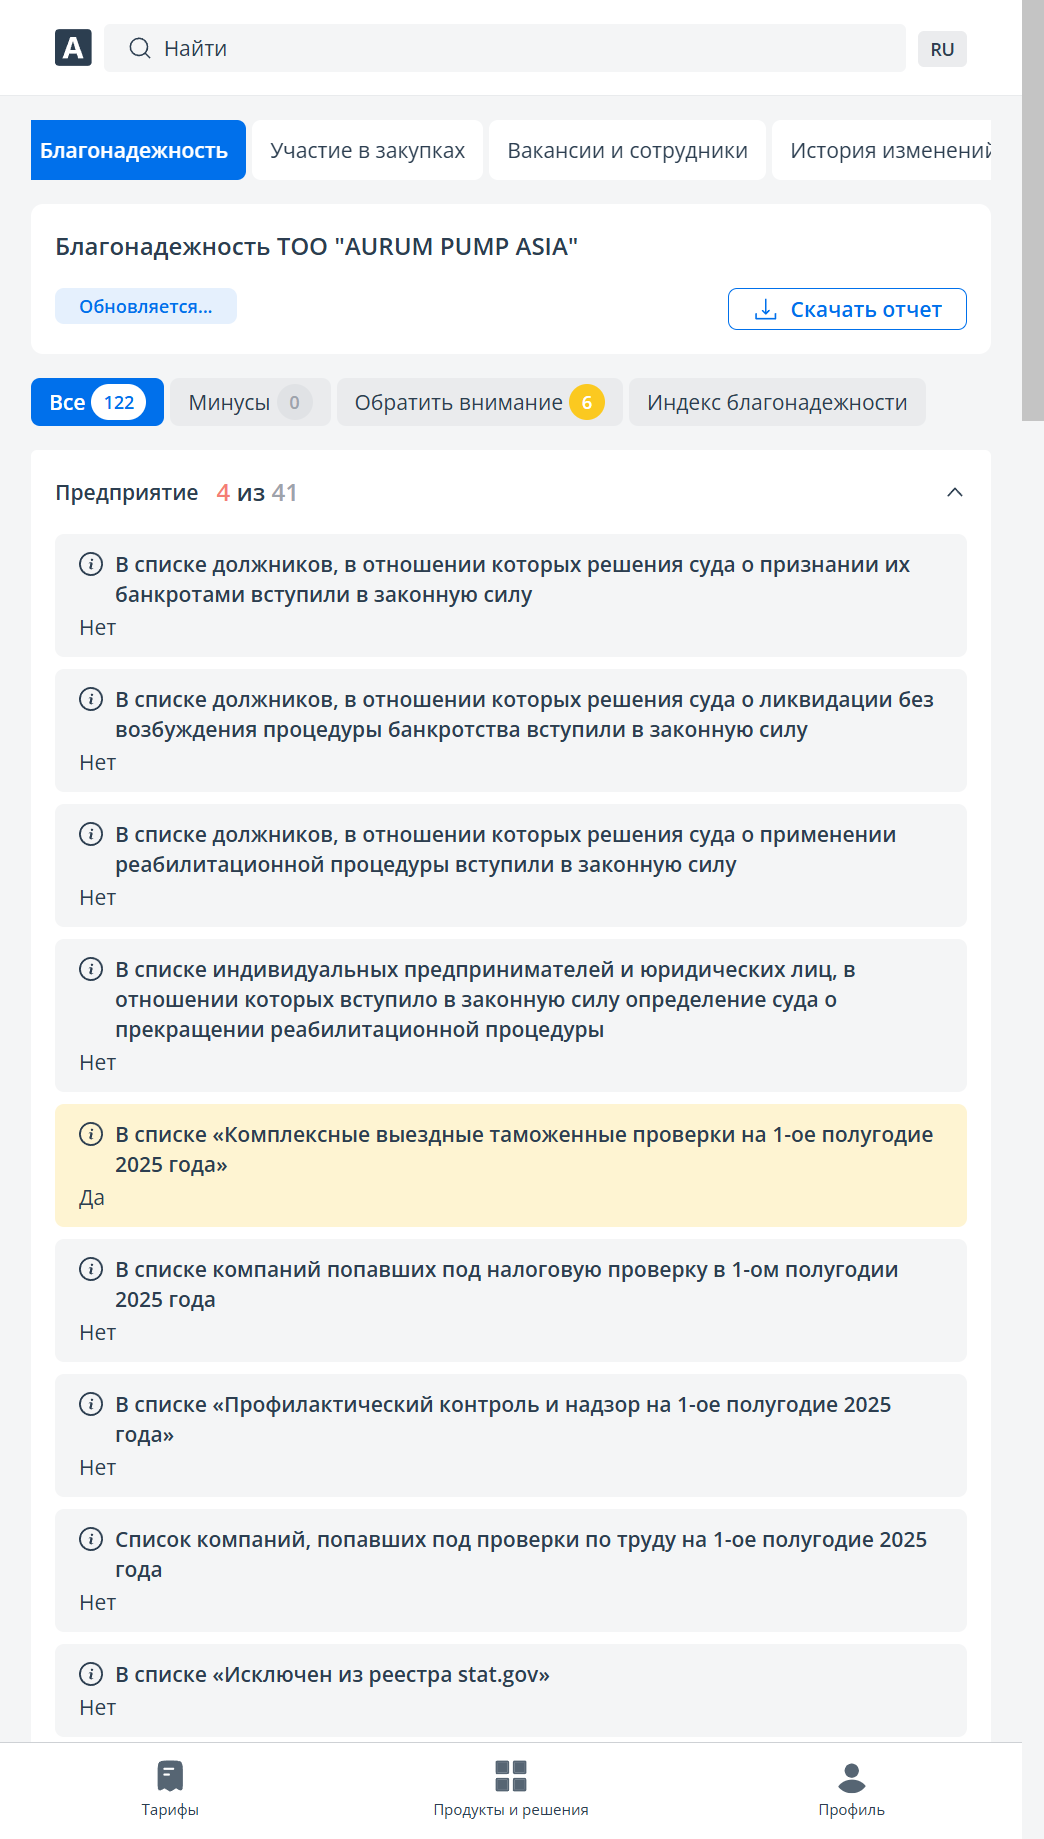 A
Найти
RU
Благонадежность
Участие в закупках
Вакансии и сотрудники
История изменений
Благонадежность ТОО "AURUM PUMP ASIA"
Обновляется...
Скачать отчет
Все 122
Минусы 0
Обратить внимание 6
Индекс благонадежности
Предприятие 4 из 41
В списке должников, в отношении которых решения суда о признании их
банкротами вступили в законную силу
Нет
В списке должников, в отношении которых решения суда о ликвидации без
возбуждения процедуры банкротства вступили в законную силу
Нет
В списке должников, в отношении которых решения суда о применении
реабилитационной процедуры вступили в законную силу
Нет
В списке индивидуальных предпринимателей и юридических лиц, в
отношении которых вступило в законную силу определение суда о
прекращении реабилитационной процедуры
Нет
В списке «Комплексные выездные таможенные проверки на 1-ое полугодие
2025 года»
Да
В списке компаний попавших под налоговую проверку в 1-ом полугодии
2025 года
Нет
В списке «Профилактический контроль и надзор на 1-ое полугодие 2025
года»
Нет
Список компаний, попавших под проверки по труду на 1-ое полугодие 2025
года
Нет
В списке «Исключен из реестра stat.gov»
Нет
Тарифы
Продукты и решения
Профиль